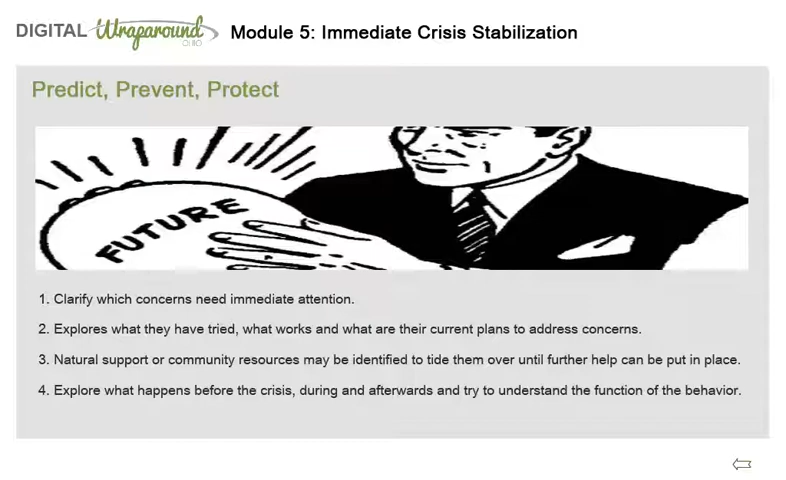 DIGITAL Wraparound Module 5: Immediate Crisis Stabilization
Predict, Prevent, Protect
FUTURE
1. Clarify which concerns need immediate attention.
2. Explores what they have tried, what works and what are their current plans to address concerns.
3. Natural support or community resources may be identified to tide them over until further help can be put in place.
4. Explore what happens before the crisis, during and afterwards and try to understand the function of the behavior.